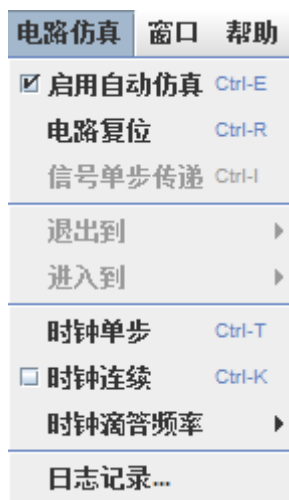 电路仿真 窗口 帮助
启用自动仿真 Ctrl-E
电路复位 Ctrl-R
信号单步传递 Ctrl-I
退出到
进入到
时钟单步 Ctrl-T
时钟连续 Ctrl-K
时钟滴答频率
日志记录...